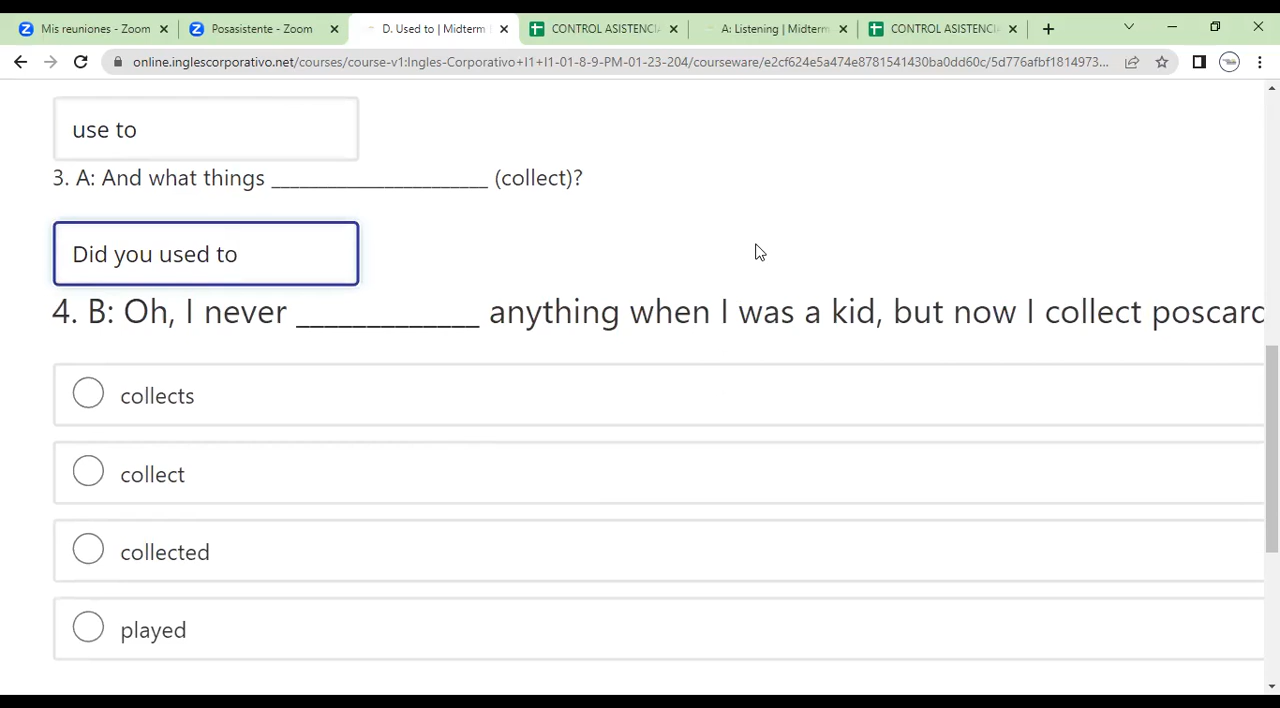 Mis reuniones - Zoom
Posasistente - Zoom
D. Used to | Midterm
CONTROL ASISTENCI
A: Listening | Midterm
CONTROL ASISTENCI
online.inglescorporativo.net/courses/course-v1:Ingles-Corporativo+I1+I1-01-8-9-PM-01-23-204/courseware/e2cf624e5a474e8781541430ba0dd60c/5d776afbf1814973...
use to
3. A: And what things ______________________ (collect)?
Did you used to
4. B: Oh, I never _____________ anything when I was a kid, but now I collect poscard
collects
collect
collected
played